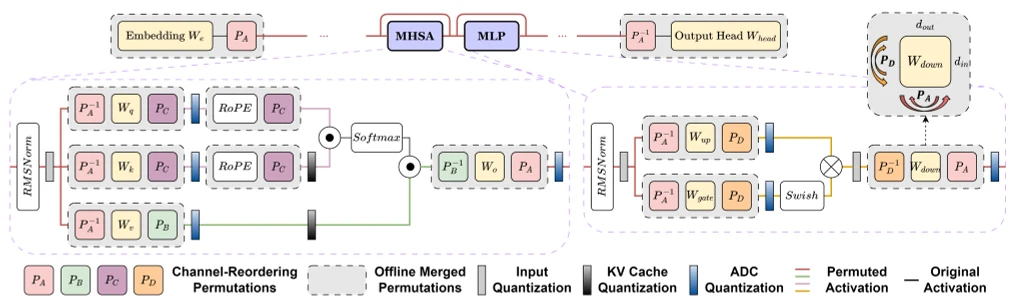 Embedding W_e P_A ... MHSA MLP ... P_A^{-1} Output Head W_head
d_out
P_D W_down d_in
P_A
RMSNorm P_A^{-1} W_q P_C RoPE P_C Softmax
P_A^{-1} W_k P_C RoPE P_C P_B^{-1} W_o P_A
P_A^{-1} W_v P_B
RMSNorm P_A^{-1} W_up P_D
P_A^{-1} W_gate P_D Swish P_D^{-1} W_down P_A
P_A P_B P_C P_D Channel-Reordering Permutations
Offline Merged Permutations
Input Quantization
KV Cache Quantization
ADC Quantization
Permuted Activation
Original Activation